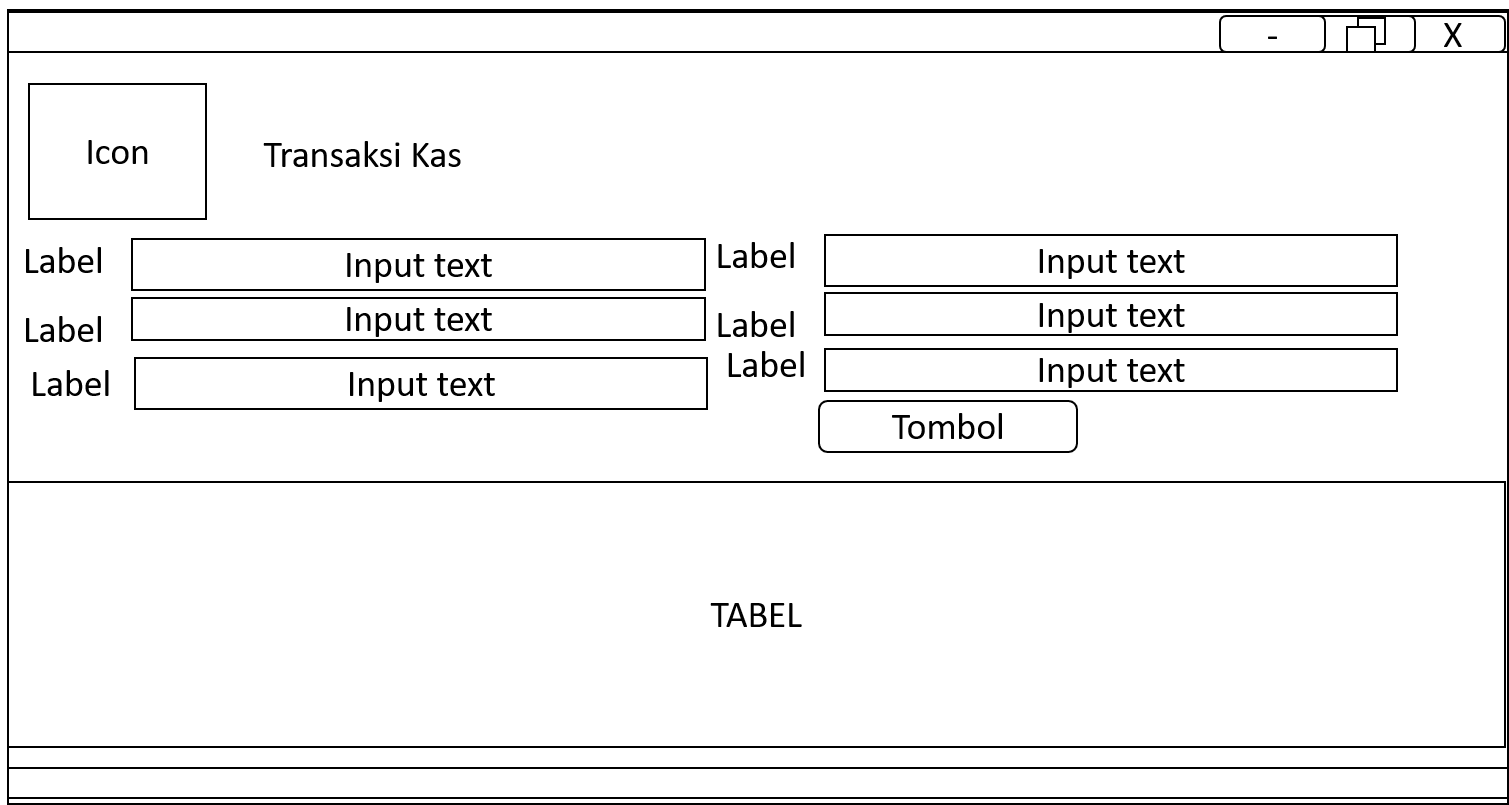 - X
Icon
Transaksi Kas
Label Input text Label Input text
Label Input text Label Input text
Label Input text Label Input text
Tombol
TABEL